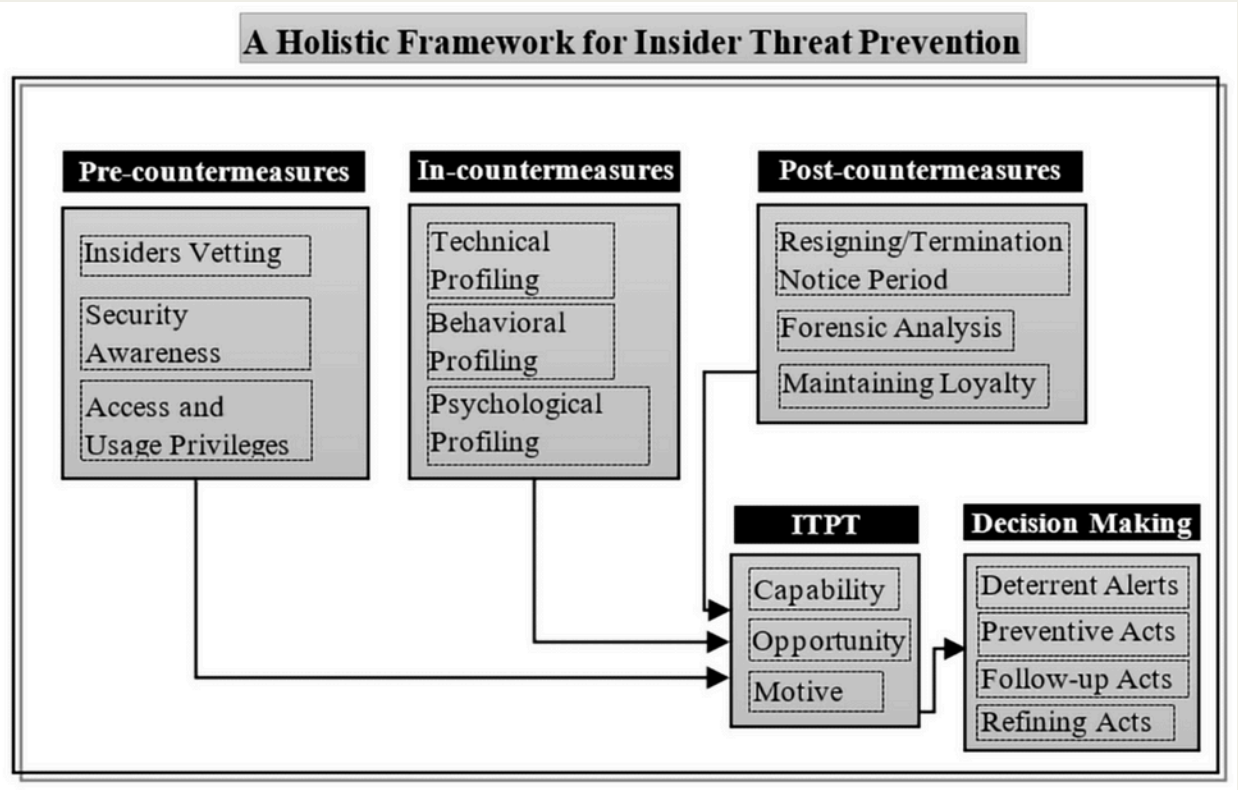 A Holistic Framework for Insider Threat Prevention
Pre-countermeasures
Insiders Vetting
Security
Awareness
Access and
Usage Privileges
In-countermeasures
Technical
Profiling
Behavioral
Profiling
Psychological
Profiling
Post-countermeasures
Resigning/Termination
Notice Period
Forensic Analysis
Maintaining Loyalty
ITPT
Capability
Opportunity
Motive
Decision Making
Deterrent Alerts
Preventive Acts
Follow-up Acts
Refining Acts